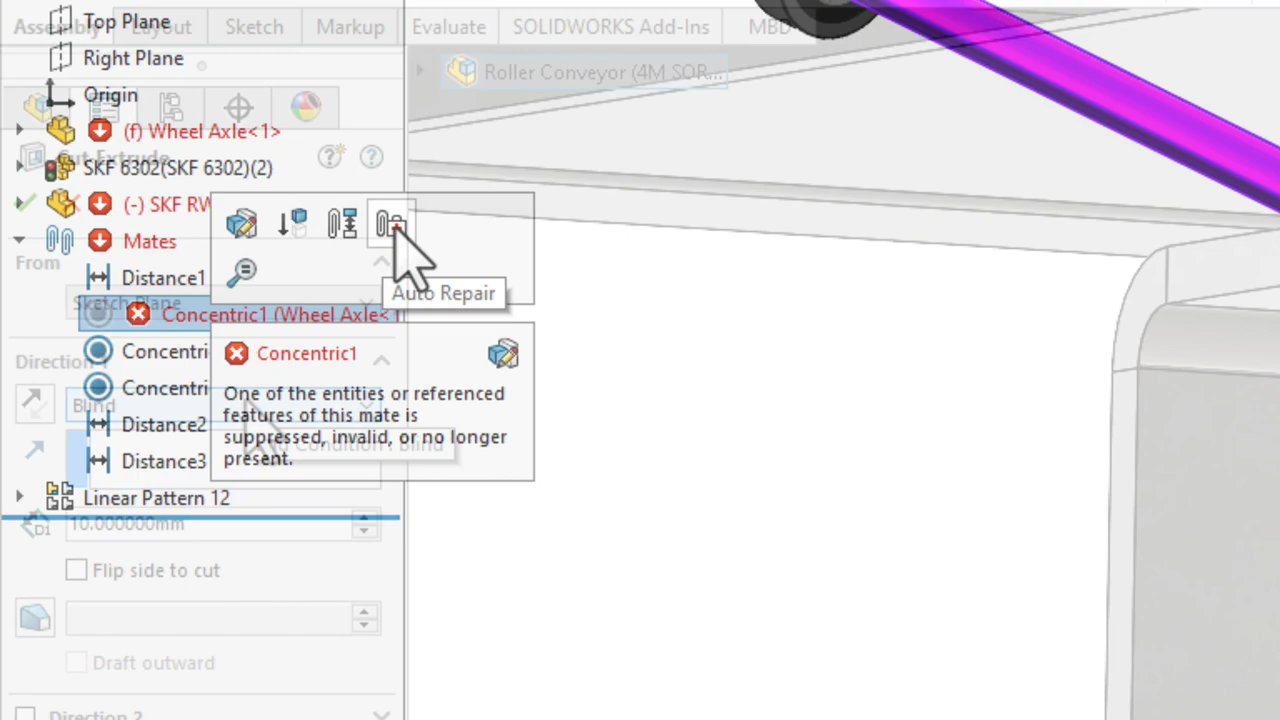 Top Plane
Assembly Layout Sketch Markup Evaluate SOLIDWORKS Add-Ins MBD
Right Plane
Roller Conveyor (4M SOR...
Origin
(f) Wheel Axle<1>
Cut-Extrude
SKF 6302(SKF 6302)(2)
(-) SKF RW
Mates
From
Distance1
Auto Repair
Sketch Plane
Concentric1 (Wheel Axle<1
Concentri
Concentric1
Direction 1
Concentri
One of the entities or referenced
features of this mate is
suppressed, invalid, or no longer
present.
Blind
Distance2
Condition: Blind
Distance3
Linear Pattern 12
10.000000mm
Flip side to cut
Draft outward
Direction 2